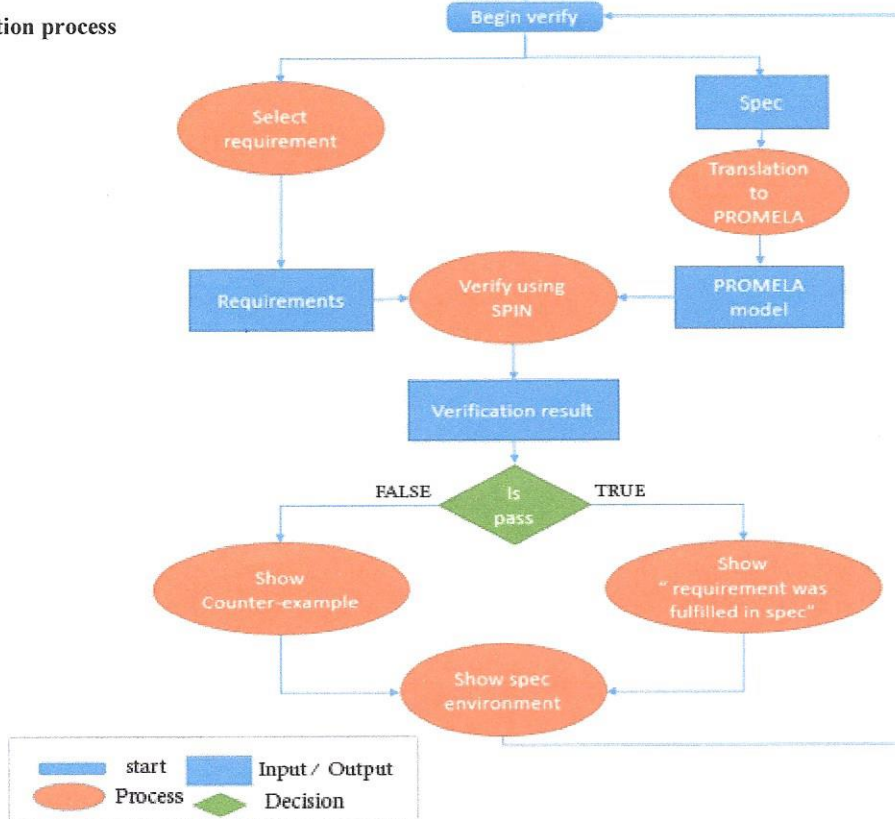 tion process
Begin verify
Select
requirement
Spec
Translation
to
PROMELA
Requirements
Verify using
SPIN
PROMELA
model
Verification result
FALSE
Is
pass
TRUE
Show
Counter-example
Show
“ requirement was
fulfilled in spec”
Show spec
environment
start
Input / Output
Process
Decision